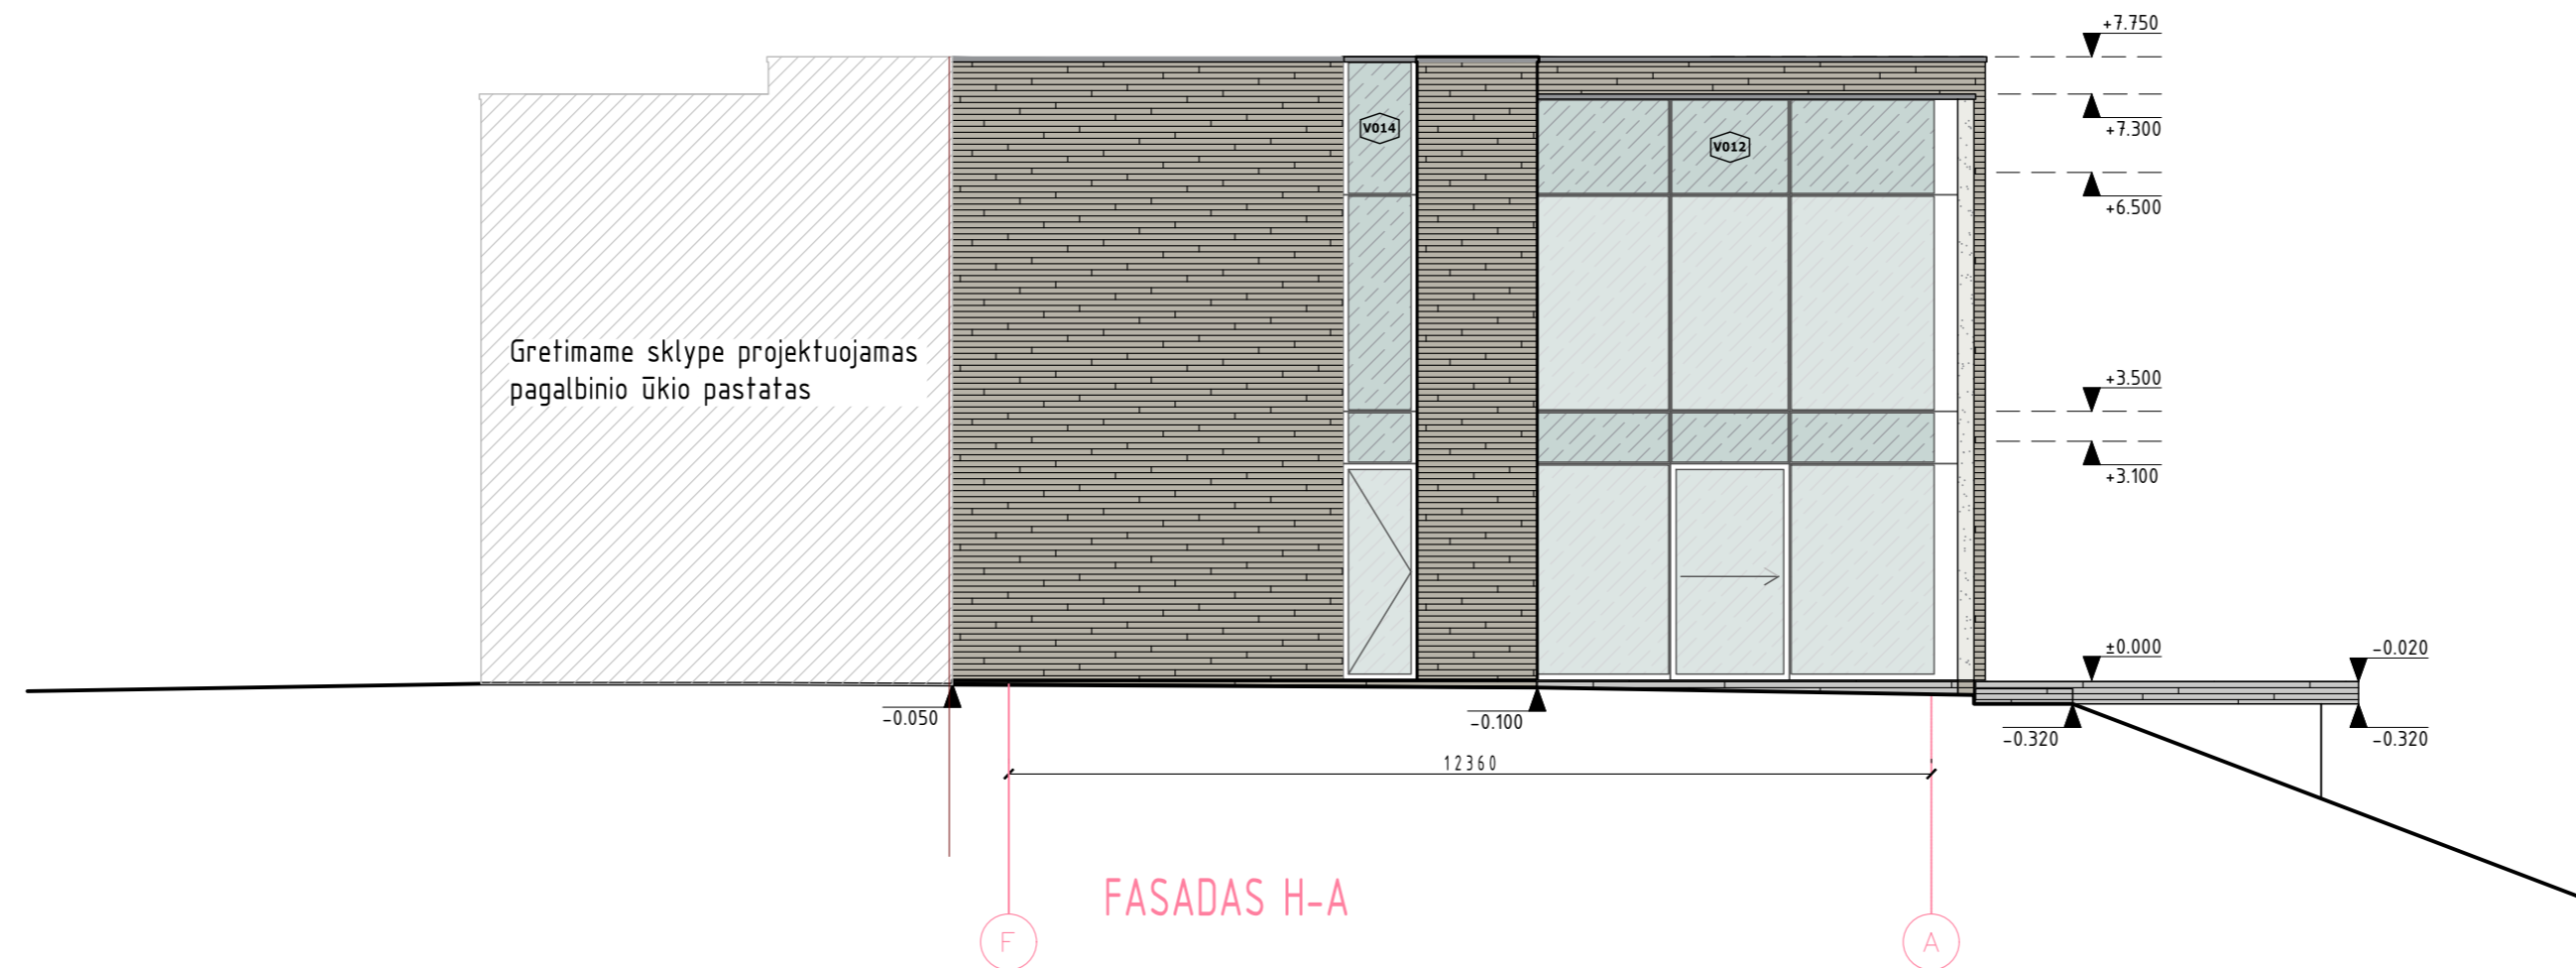 +7.750
V014
V012
+7.300
+6.500
Gretimame sklype projektuojamas
pagalbinio ūkio pastatas
+3.500
+3.100
±0.000
-0.020
-0.050
-0.100
-0.320
-0.320
12360
FASADAS H-A
F
A